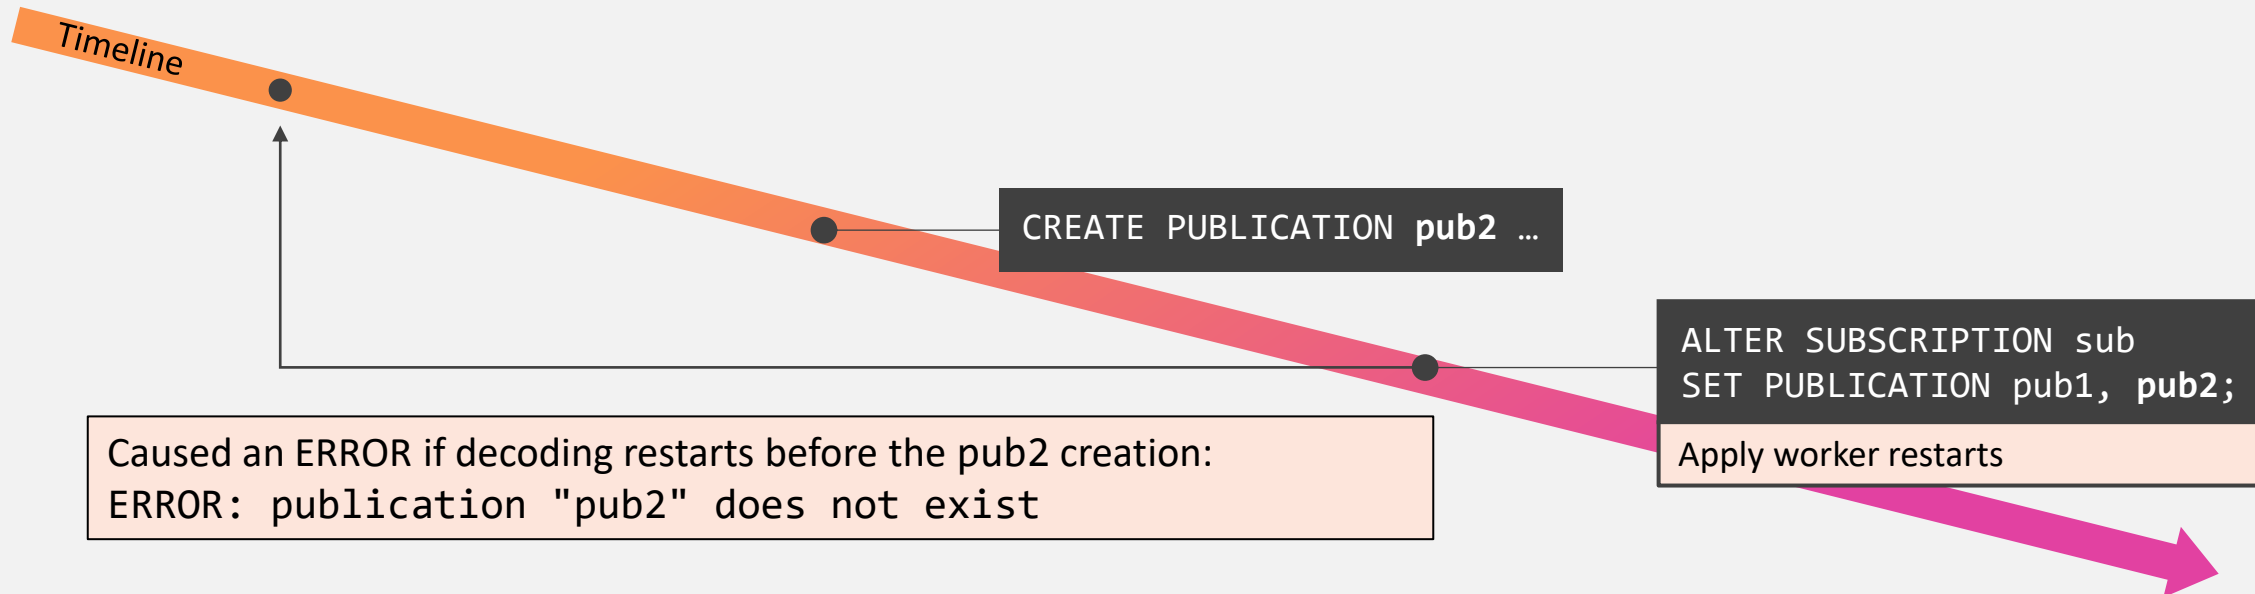 Timeline
CREATE PUBLICATION pub2 …
ALTER SUBSCRIPTION sub
SET PUBLICATION pub1, pub2;
Apply worker restarts
Caused an ERROR if decoding restarts before the pub2 creation:
ERROR: publication "pub2" does not exist